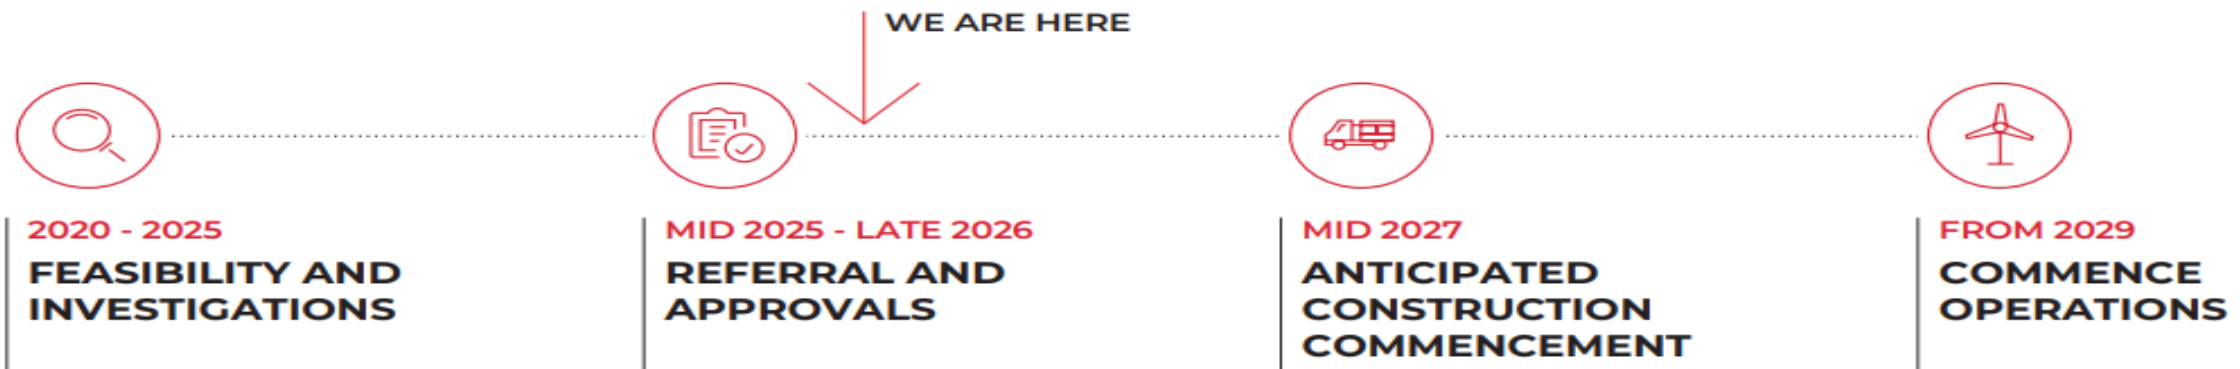 WE ARE HERE
2020 - 2025
FEASIBILITY AND
INVESTIGATIONS
MID 2025 - LATE 2026
REFERRAL AND
APPROVALS
MID 2027
ANTICIPATED
CONSTRUCTION
COMMENCEMENT
FROM 2029
COMMENCE
OPERATIONS